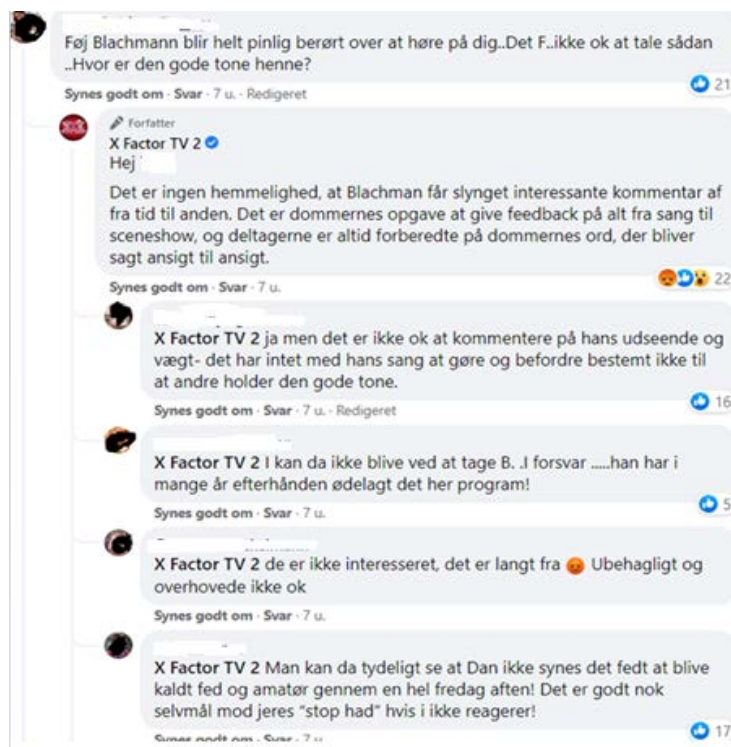 Føj Blachmann blir helt pinlig berørt over at høre på dig..Det F..ikke ok at tale sådan
..Hvor er den gode tone henne?
21
Synes godt om · Svar · 7 u. · Redigeret
Forfatter
X Factor TV 2
Hej
Det er ingen hemmelighed, at Blachman får slynget interessante kommentar af
fra tid til anden. Det er dommernes opgave at give feedback på alt fra sang til
sceneshow, og deltagerne er altid forberedte på dommernes ord, der bliver
sagt ansigt til ansigt.
22
Synes godt om · Svar · 7 u.
X Factor TV 2 ja men det er ikke ok at kommentere på hans udseende og
vægt- det har intet med hans sang at gøre og befordre bestemt ikke til
at andre holder den gode tone.
16
Synes godt om · Svar · 7 u. · Redigeret
X Factor TV 2 I kan da ikke blive ved at tage B. .I forsvar .....han har i
mange år efterhånden ødelagt det her program!
5
Synes godt om · Svar · 7 u.
X Factor TV 2 de er ikke interesseret, det er langt fra 😡 Ubehagligt og
overhovede ikke ok
Synes godt om · Svar · 7 u.
X Factor TV 2 Man kan da tydeligt se at Dan ikke synes det fedt at blive
kaldt fed og amatør gennem en hel fredag aften! Det er godt nok
selvmål mod jeres "stop had" hvis i ikke reagerer!
17
Synes godt om · Svar · 7 u.